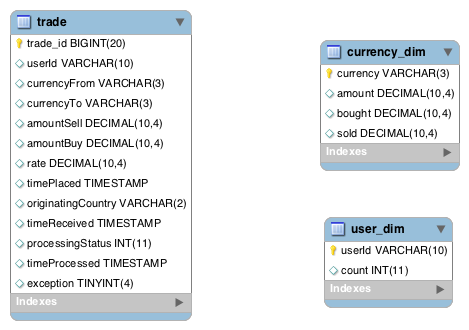 trade
trade_id BIGINT(20)
userId VARCHAR(10)
currencyFrom VARCHAR(3)
currencyTo VARCHAR(3)
amountSell DECIMAL(10,4)
amountBuy DECIMAL(10,4)
rate DECIMAL(10,4)
timePlaced TIMESTAMP
originatingCountry VARCHAR(2)
timeReceived TIMESTAMP
processingStatus INT(11)
timeProcessed TIMESTAMP
exception TINYINT(4)
Indexes
currency_dim
currency VARCHAR(3)
amount DECIMAL(10,4)
bought DECIMAL(10,4)
sold DECIMAL(10,4)
Indexes
user_dim
userId VARCHAR(10)
count INT(11)
Indexes